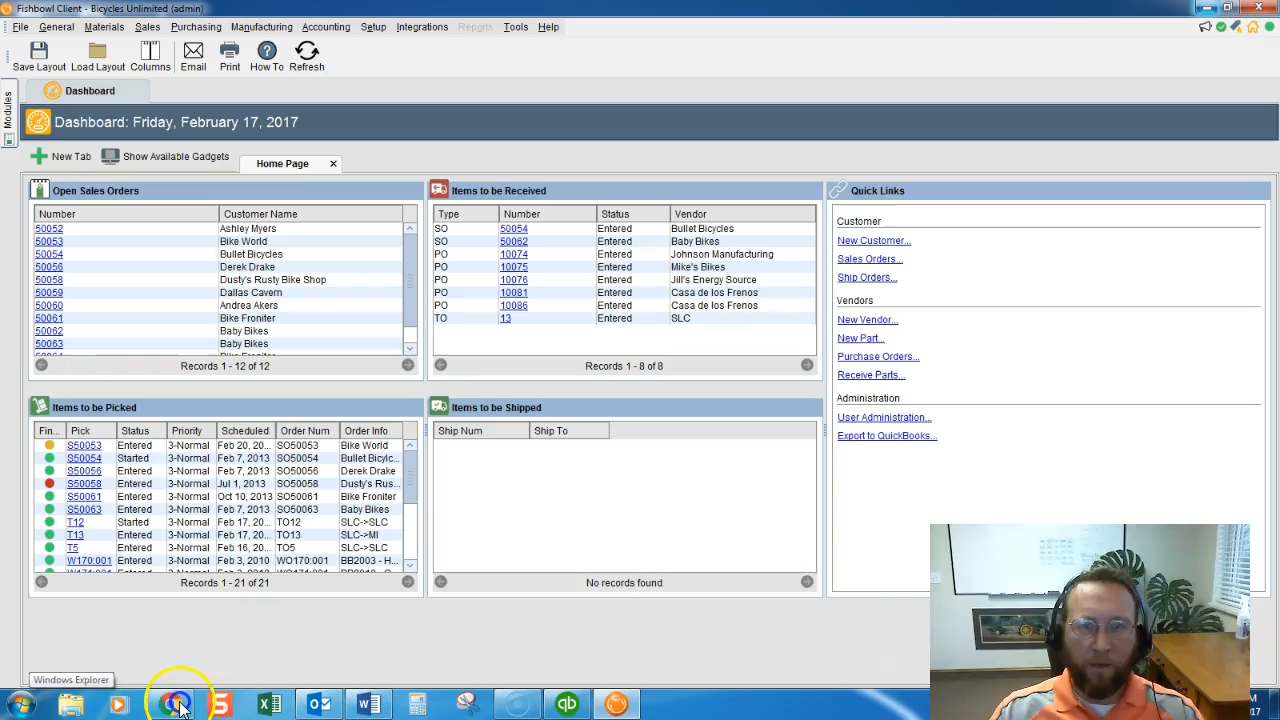 Fishbowl Client - Bicycles Unlimited (admin)
File General Materials Sales Purchasing Manufacturing Accounting Setup Integrations Reports Tools Help
Save Layout Load Layout Columns Email Print How To Refresh
Modules
Dashboard
Dashboard: Friday, February 17, 2017
New Tab Show Available Gadgets Home Page
Open Sales Orders
Number Customer Name
50052 Ashley Myers
50053 Bike World
50054 Bullet Bicycles
50056 Derek Drake
50058 Dusty's Rusty Bike Shop
50059 Dallas Cavern
50060 Andrea Akers
50061 Bike Froniter
50062 Baby Bikes
50063 Baby Bikes
Records 1 - 12 of 12
Items to be Received
Type Number Status Vendor
SO 50054 Entered Bullet Bicycles
SO 50062 Entered Baby Bikes
PO 10074 Entered Johnson Manufacturing
PO 10075 Entered Mike's Bikes
PO 10076 Entered Jill's Energy Source
PO 10081 Entered Casa de los Frenos
PO 10086 Entered Casa de los Frenos
TO 13 Entered SLC
Records 1 - 8 of 8
Quick Links
Customer
New Customer...
Sales Orders...
Ship Orders...
Vendors
New Vendor...
New Part...
Purchase Orders...
Receive Parts...
Administration
User Administration...
Export to QuickBooks...
Items to be Picked
Fin... Pick Status Priority Scheduled Order Num Order Info
S50053 Entered 3-Normal Feb 20, 20... SO50053 Bike World
S50054 Started 3-Normal Feb 7, 2013 SO50054 Bullet Bicylc...
S50056 Entered 3-Normal Feb 7, 2013 SO50056 Derek Drake
S50058 Entered 3-Normal Jul 1, 2013 SO50058 Dusty's Rus...
S50061 Entered 3-Normal Oct 10, 2013 SO50061 Bike Froniter
S50063 Entered 3-Normal Feb 7, 2013 SO50063 Baby Bikes
T12 Started 3-Normal Feb 17, 20... TO12 SLC->SLC
T13 Entered 3-Normal Feb 17, 20... TO13 SLC->MI
T5 Entered 3-Normal Feb 16, 20... TO5 SLC->SLC
W170:001 Entered 3-Normal Feb 3, 2010 WO170:001 BB2003 - H...
Records 1 - 21 of 21
Items to be Shipped
Ship Num Ship To
No records found
Windows Explorer